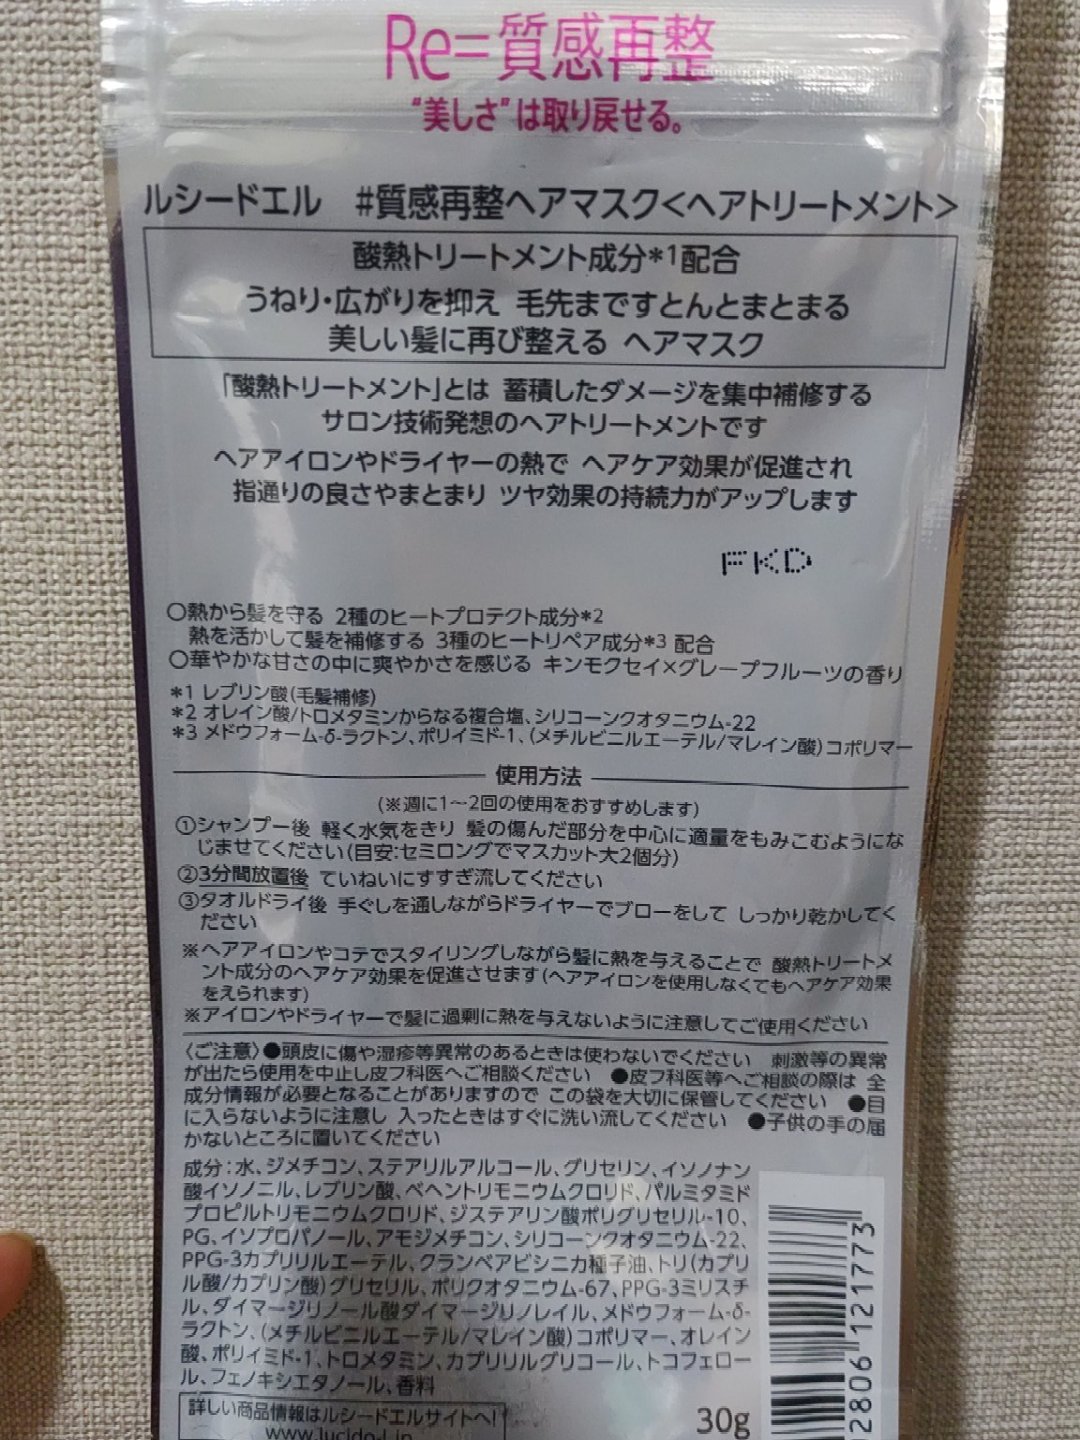 Re=質感再整
“美しさ”は取り戻せる。
ルシードエル #質感再整ヘアマスク<ヘアトリートメント>
酸熱トリートメント成分*1配合
うねり・広がりを抑え 毛先まですとんとまとまる
美しい髪に再び整える ヘアマスク
「酸熱トリートメント」とは 蓄積したダメージを集中補修する
サロン技術発想のヘアトリートメントです
ヘアアイロンやドライヤーの熱で ヘアケア効果が促進され
指通りの良さやまとまり ツヤ効果の持続力がアップします
FKD
○熱から髪を守る 2種のヒートプロテクト成分*2
熱を活かして髪を補修する 3種のヒートリペア成分*3 配合
○華やかな甘さの中に爽やかさを感じる キンモクセイ×グレープフルーツの香り
*1 レブリン酸(毛髪補修)
*2 オレイン酸/トロメタミンからなる複合塩、シリコーンクオタニウム-22
*3 メドウフォーム-δ-ラクトン、ポリイミド-1、(メチルビニルエーテル/マレイン酸)コポリマー
使用方法
(※週に1~2回の使用をおすすめします)
①シャンプー後 軽く水気をきり 髪の傷んだ部分を中心に適量をもみこむようにな
じませてください(目安:セミロングでマスカット大2個分)
②3分間放置後 ていねいにすすぎ流してください
③タオルドライ後 手ぐしを通しながらドライヤーでブローをして しっかり乾かしてく
ださい
※ヘアアイロンやコテでスタイリングしながら髪に熱を与えることで 酸熱トリートメ
ント成分のヘアケア効果を促進させます(ヘアアイロンを使用しなくてもヘアケア効果
をえられます)
※アイロンやドライヤーで髪に過剰に熱を与えないように注意してご使用ください
〈ご注意〉●頭皮に傷や湿疹等異常のあるときは使わないでください 刺激等の異常
が出たら使用を中止し皮フ科医へご相談ください ●皮フ科医等へご相談の際は 全
成分情報が必要となることがありますので この袋を大切に保管してください ●目
に入らないように注意し 入ったときはすぐに洗い流してください ●子供の手の届
かないところに置いてください
成分:水、ジメチコン、ステアリルアルコール、グリセリン、イソノナン
酸イソノニル、レブリン酸、ベヘントリモニウムクロリド、パルミタミド
プロピルトリモニウムクロリド、ジステアリン酸ポリグリセリル-10、
PG、イソプロパノール、アモジメチコン、シリコーンクオタニウム-22、
PPG-3カプリリルエーテル、クランベアビシニカ種子油、トリ(カプリ
ル酸/カプリン酸)グリセリル、ポリクオタニウム-67、PPG-3ミリスチ
ル、ダイマージリノール酸ダイマージリノレイル、メドウフォーム-δ-
ラクトン、(メチルビニルエーテル/マレイン酸)コポリマー、オレイン
酸、ポリイミド-1、トロメタミン、カプリリルグリコール、トコフェロー
ル、フェノキシエタノール、香料
詳しい商品情報はルシードエルサイトへ!
www.lucido-l.jp
30g
02806 121773